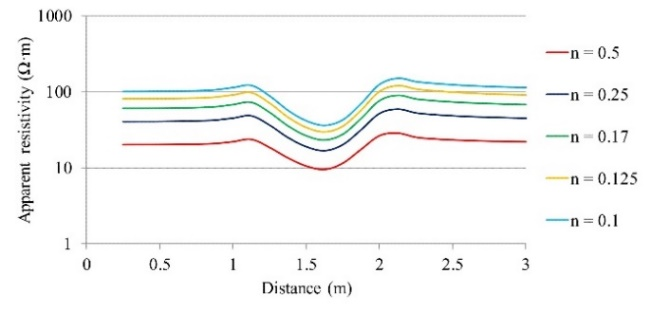 1000
100
10
1
Apparent resistivity (Ω·m)
0 0.5 1 1.5 2 2.5 3
Distance (m)
n = 0.5
n = 0.25
n = 0.17
n = 0.125
n = 0.1